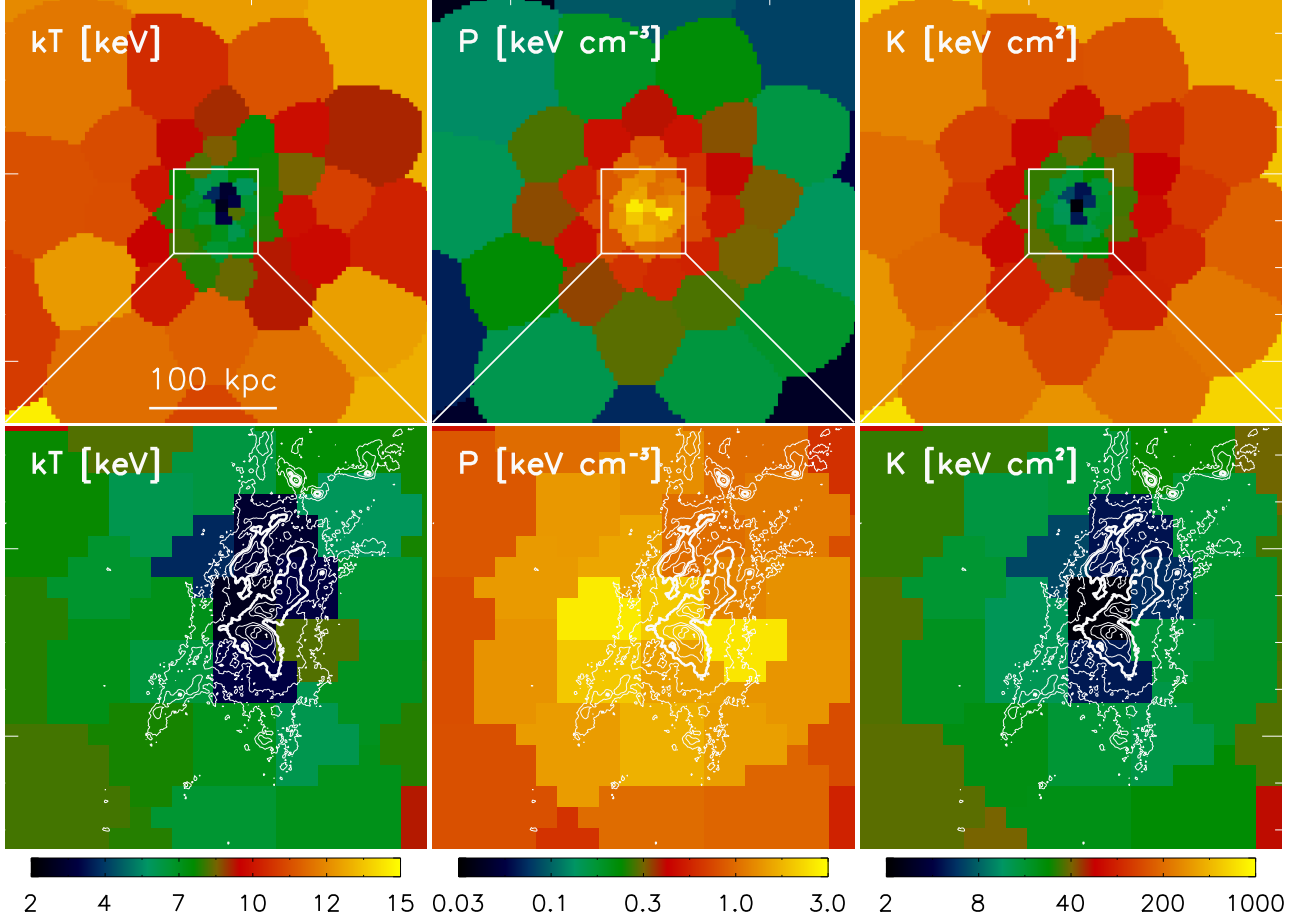 kT [keV]
P [keV cm⁻³]
K [keV cm²]
100 kpc
kT [keV]
P [keV cm⁻³]
K [keV cm²]
2 4 7 10 12 15
0.03 0.1 0.3 1.0 3.0
2 8 40 200 1000